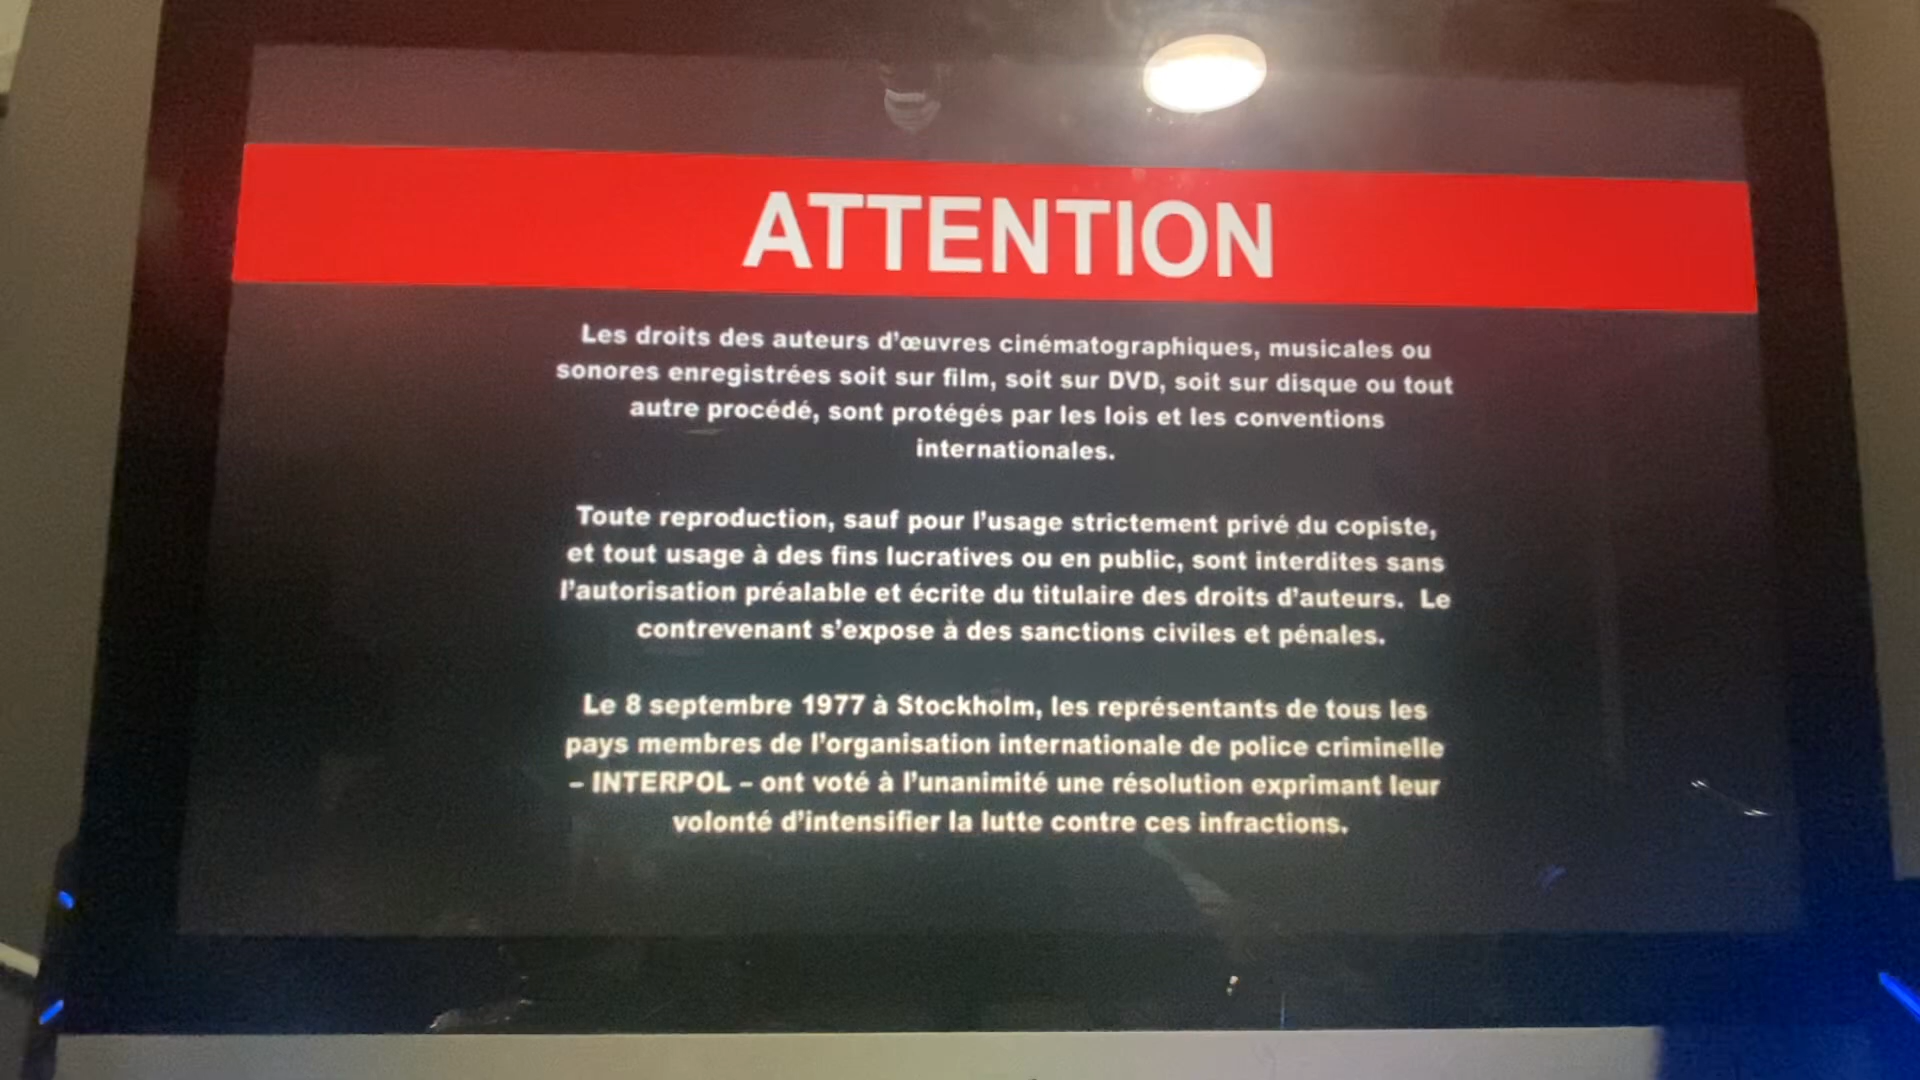 ATTENTION
Les droits des auteurs d'œuvres cinématographiques, musicales ou
sonores enregistrées soit sur film, soit sur DVD, soit sur disque ou tout
autre procédé, sont protégés par les lois et les conventions
internationales.
Toute reproduction, sauf pour l'usage strictement privé du copiste,
et tout usage à des fins lucratives ou en public, sont interdites sans
l'autorisation préalable et écrite du titulaire des droits d'auteurs. Le
contrevenant s'expose à des sanctions civiles et pénales.
Le 8 septembre 1977 à Stockholm, les représentants de tous les
pays membres de l'organisation internationale de police criminelle
– INTERPOL – ont voté à l'unanimité une résolution exprimant leur
volonté d'intensifier la lutte contre ces infractions.